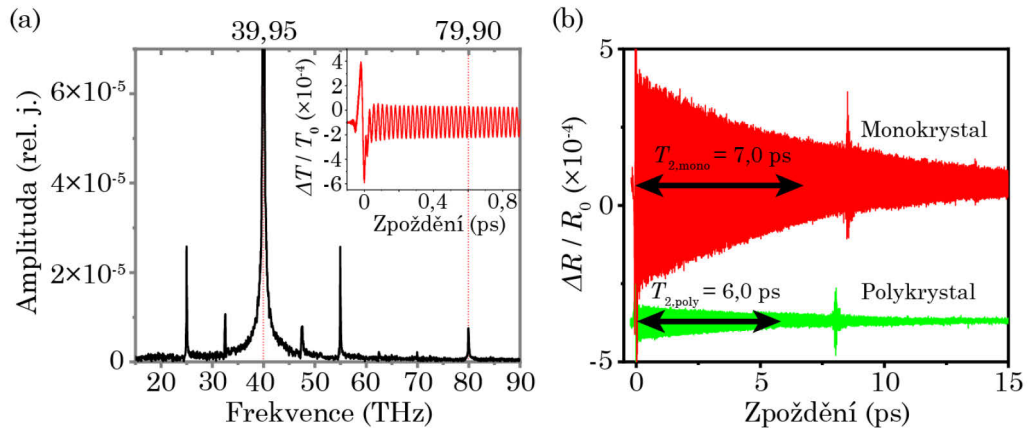 (a)
39,95
79,90
6×10⁻⁵
4×10⁻⁵
2×10⁻⁵
0
Amplituda (rel. j.)
20 30 40 50 60 70 80 90
Frekvence (THz)
4
2
0
-2
-4
-6
ΔT / T₀ (×10⁻⁴)
0 0,4 0,8
Zpoždění (ps)
(b)
5
0
-5
ΔR / R₀ (×10⁻⁴)
Monokrystal
T₂,mono = 7,0 ps
T₂,poly = 6,0 ps
Polykrystal
0 5 10 15
Zpoždění (ps)